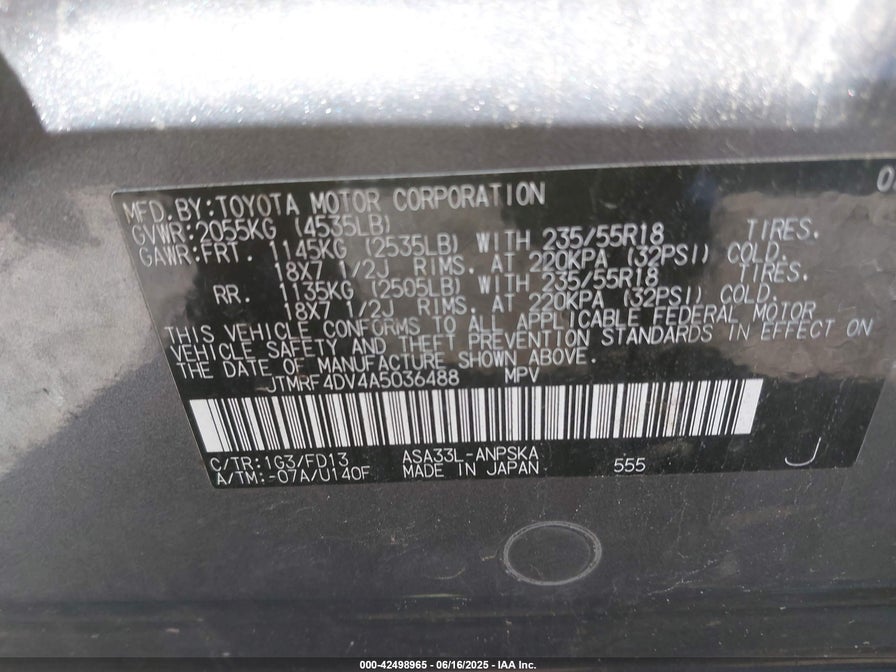 MFD.BY:TOYOTA MOTOR CORPORATION
GVWR:2055KG (4535LB)
GAWR:FRT. 1145KG (2535LB) WITH 235/55R18 TIRES.
18X7 1/2J RIMS. AT 220KPA (32PSI) COLD.
RR. 1135KG (2505LB) WITH 235/55R18 TIRES.
18X7 1/2J RIMS. AT 220KPA (32PSI) COLD.
THIS VEHICLE CONFORMS TO ALL APPLICABLE FEDERAL MOTOR
VEHICLE SAFETY AND THEFT PREVENTION STANDARDS IN EFFECT ON
THE DATE OF MANUFACTURE SHOWN ABOVE.
JTMRF4DV4A5036488 MPV
C/TR:1G3/FD13 ASA33L-ANPSKA
A/TM:-07A/U140F MADE IN JAPAN 555 J
000-42498965 - 06/16/2025 - IAA Inc.